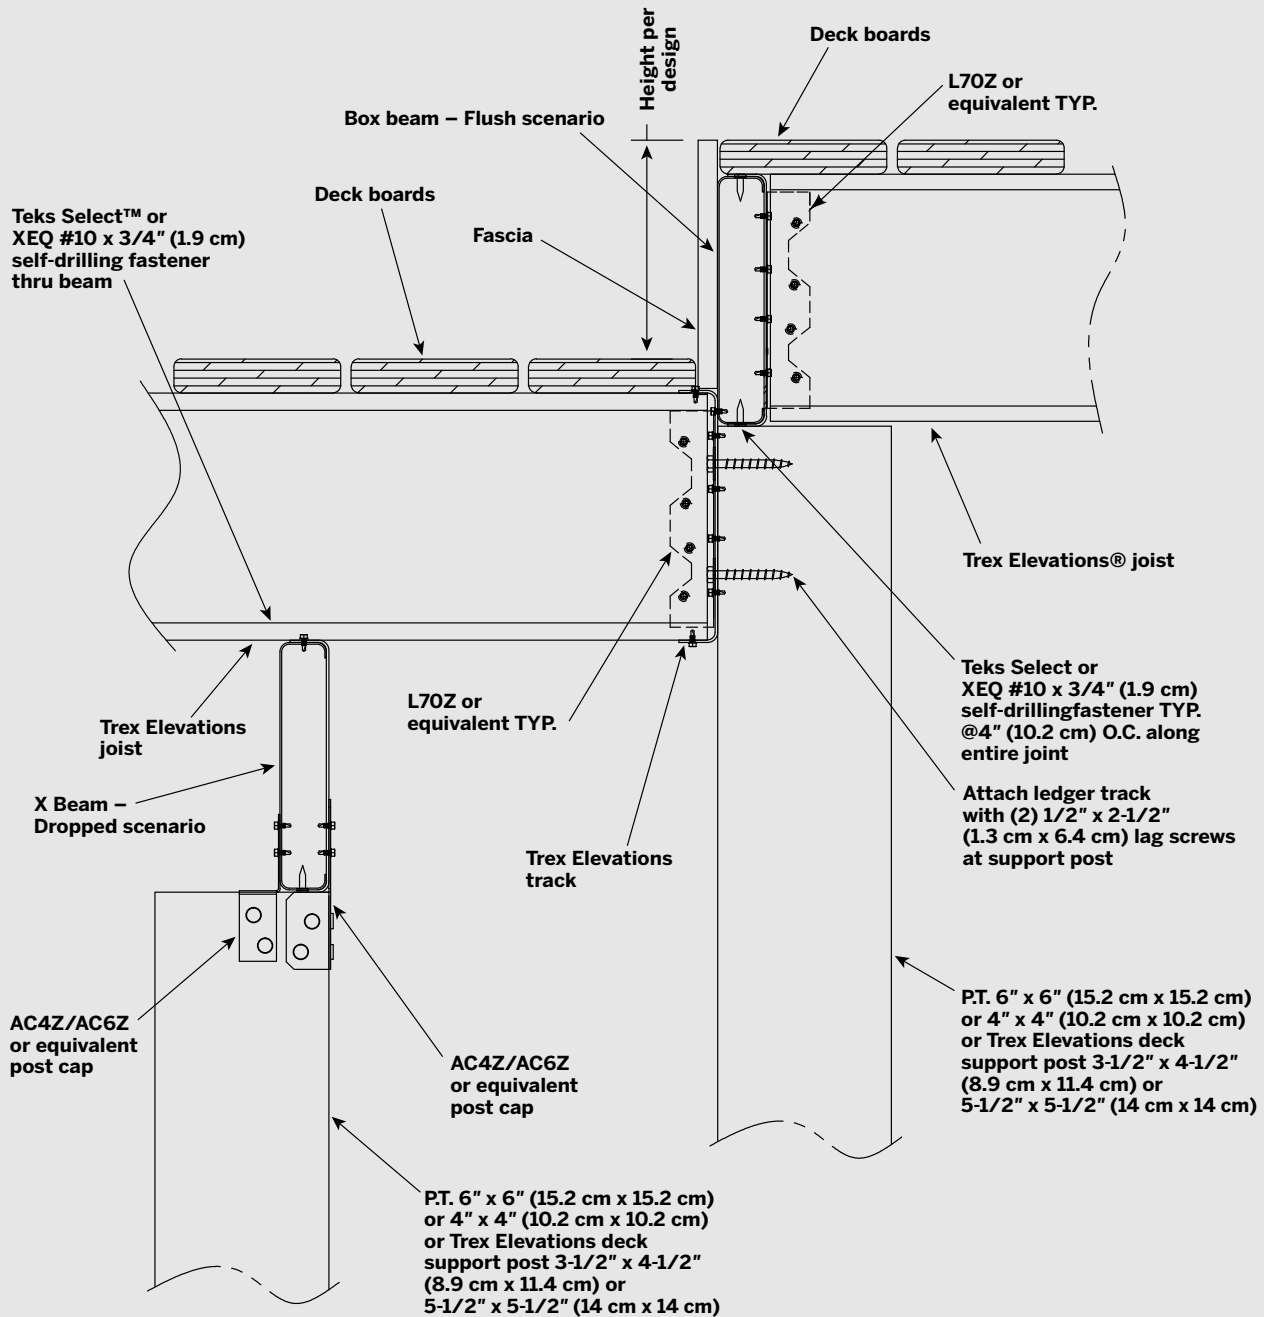 Height per
design
Deck boards
L70Z or
equivalent TYP.
Box beam – Flush scenario
Deck boards
Teks Select™ or
XEQ #10 x 3/4" (1.9 cm)
self-drilling fastener
thru beam
Fascia
Trex Elevations® joist
L70Z or
equivalent TYP.
Teks Select or
XEQ #10 x 3/4" (1.9 cm)
self-drillingfastener TYP.
@4" (10.2 cm) O.C. along
entire joint
Trex Elevations
joist
X Beam –
Dropped scenario
Attach ledger track
with (2) 1/2" x 2-1/2"
(1.3 cm x 6.4 cm) lag screws
at support post
Trex Elevations
track
AC4Z/AC6Z
or equivalent
post cap
AC4Z/AC6Z
or equivalent
post cap
P.T. 6" x 6" (15.2 cm x 15.2 cm)
or 4" x 4" (10.2 cm x 10.2 cm)
or Trex Elevations deck
support post 3-1/2" x 4-1/2"
(8.9 cm x 11.4 cm) or
5-1/2" x 5-1/2" (14 cm x 14 cm)
P.T. 6" x 6" (15.2 cm x 15.2 cm)
or 4" x 4" (10.2 cm x 10.2 cm)
or Trex Elevations deck
support post 3-1/2" x 4-1/2"
(8.9 cm x 11.4 cm) or
5-1/2" x 5-1/2" (14 cm x 14 cm)